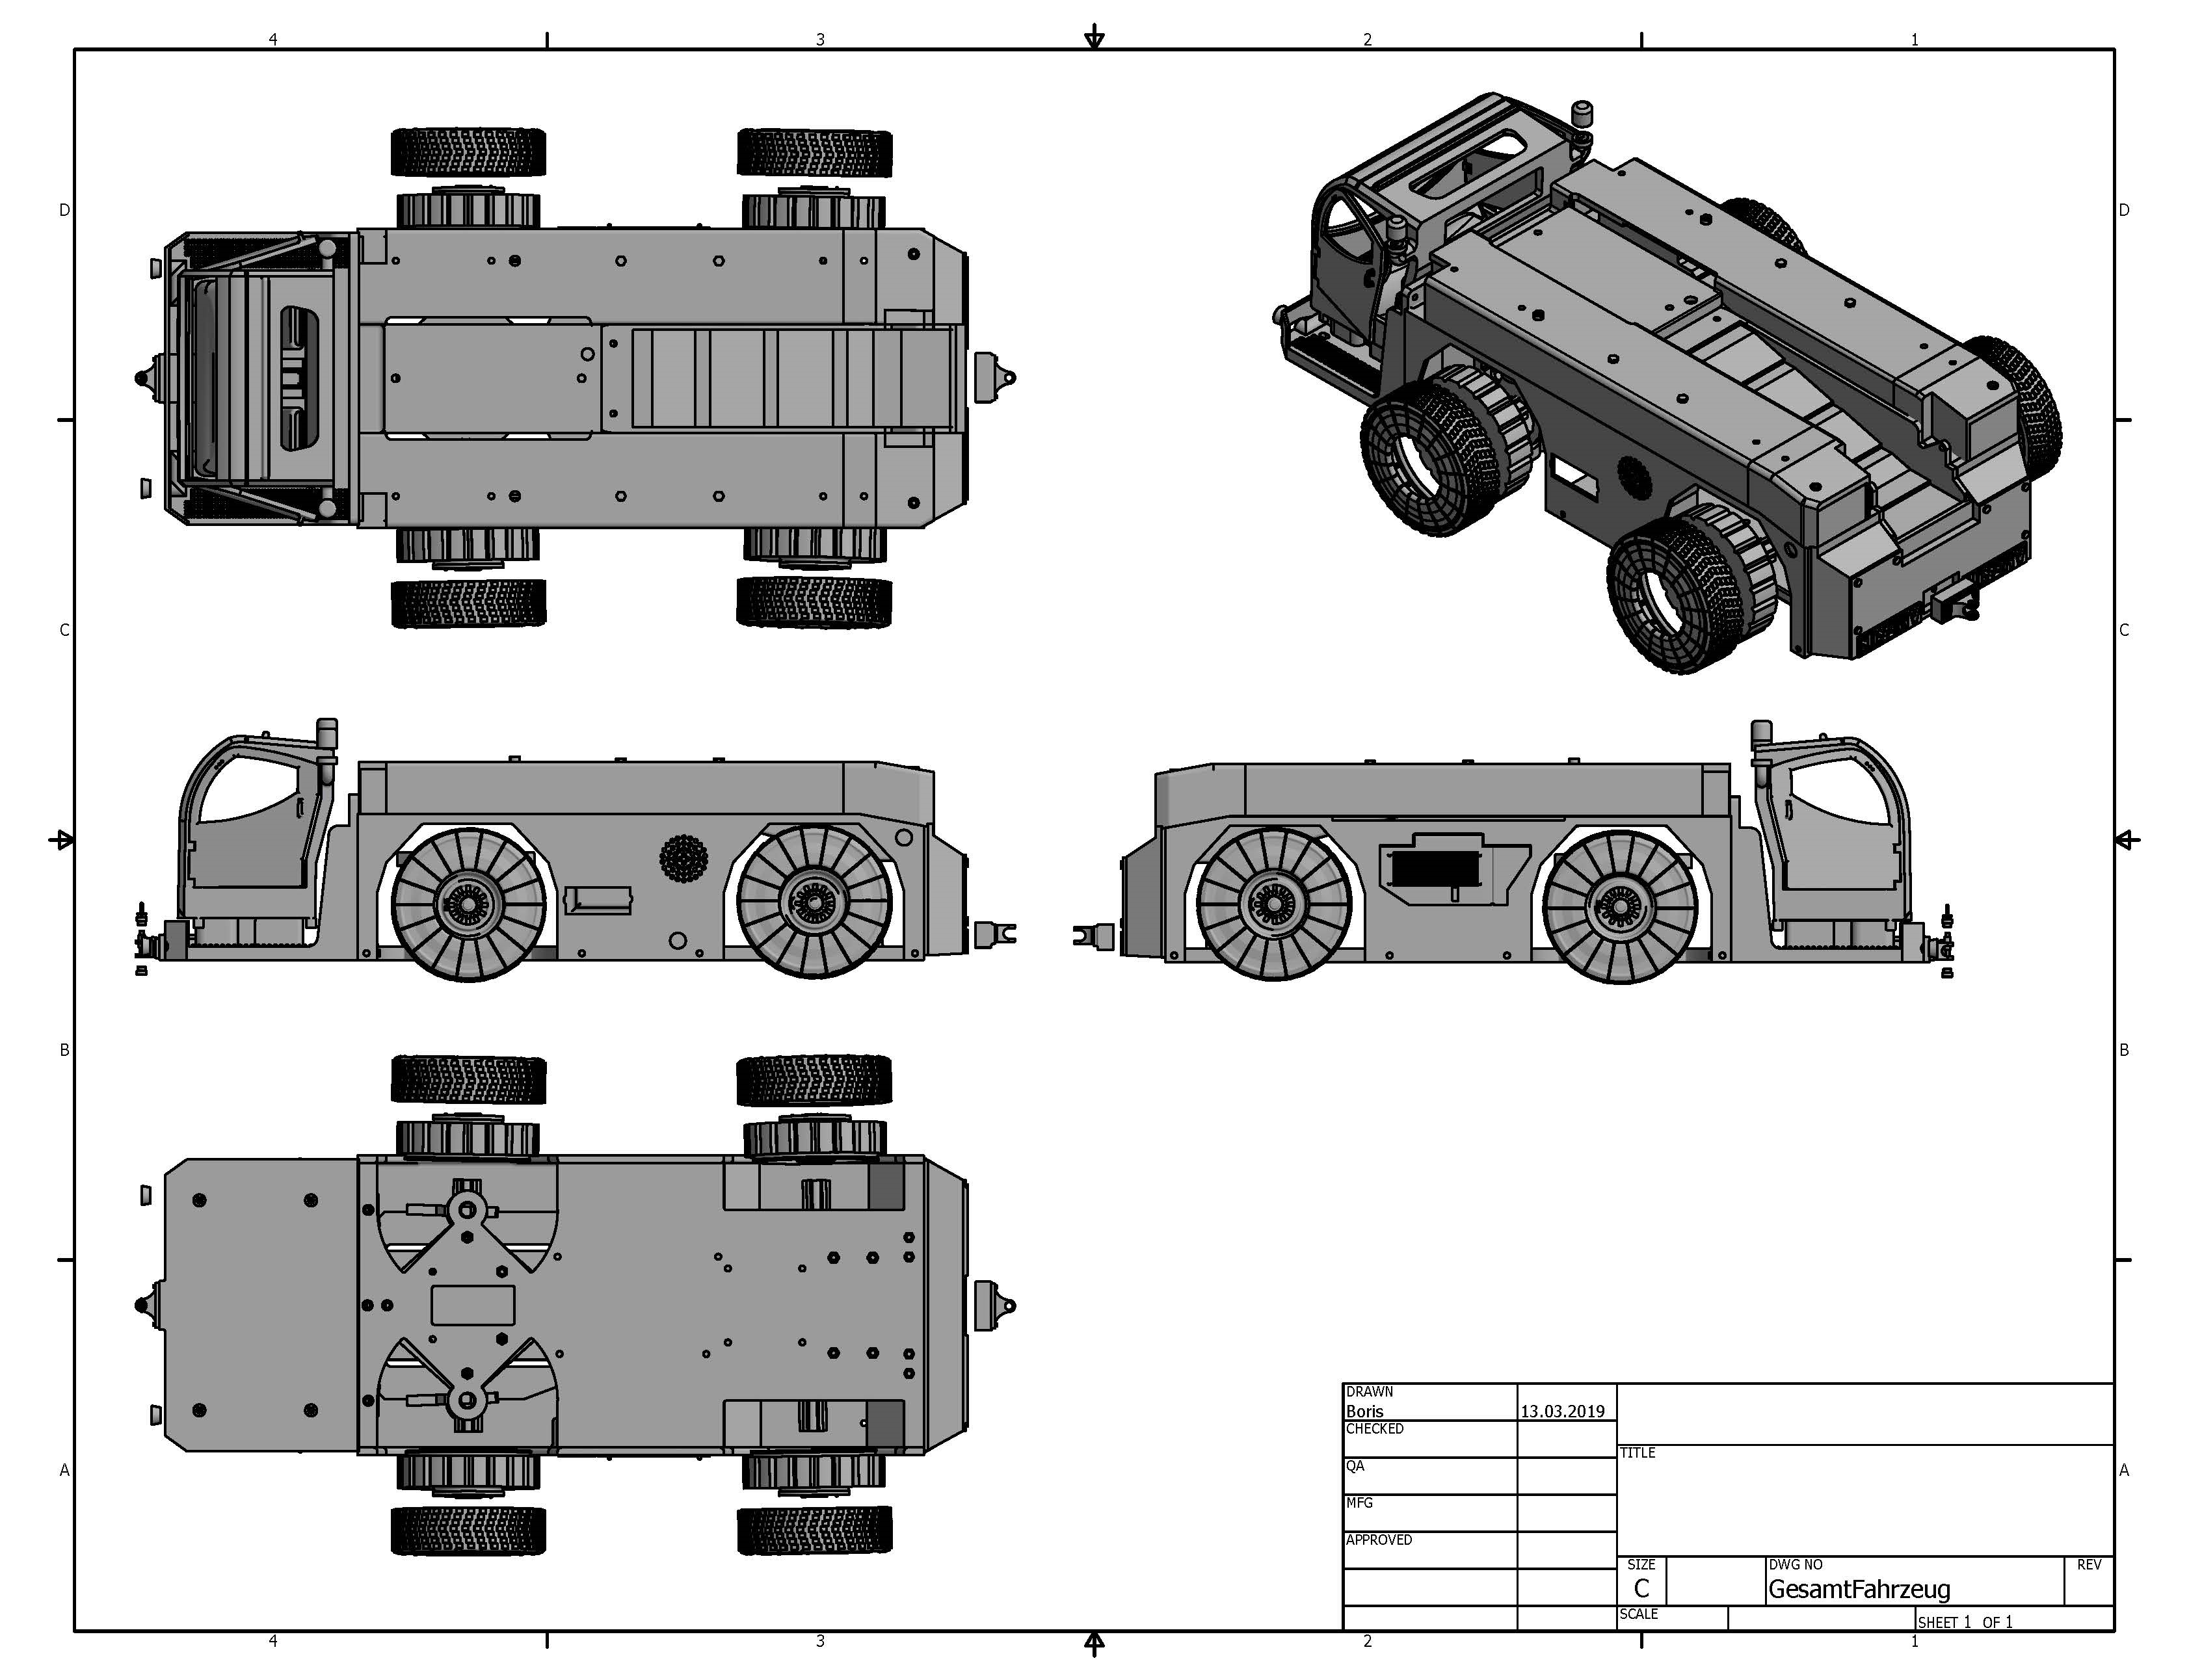 4 3 2 1
D D
C C
B B
A A
DRAWN
Boris 13.03.2019
CHECKED
QA
MFG
APPROVED
TITLE
SIZE DWG NO REV
C GesamtFahrzeug
SCALE
SHEET 1 OF 1
4 3 2 1